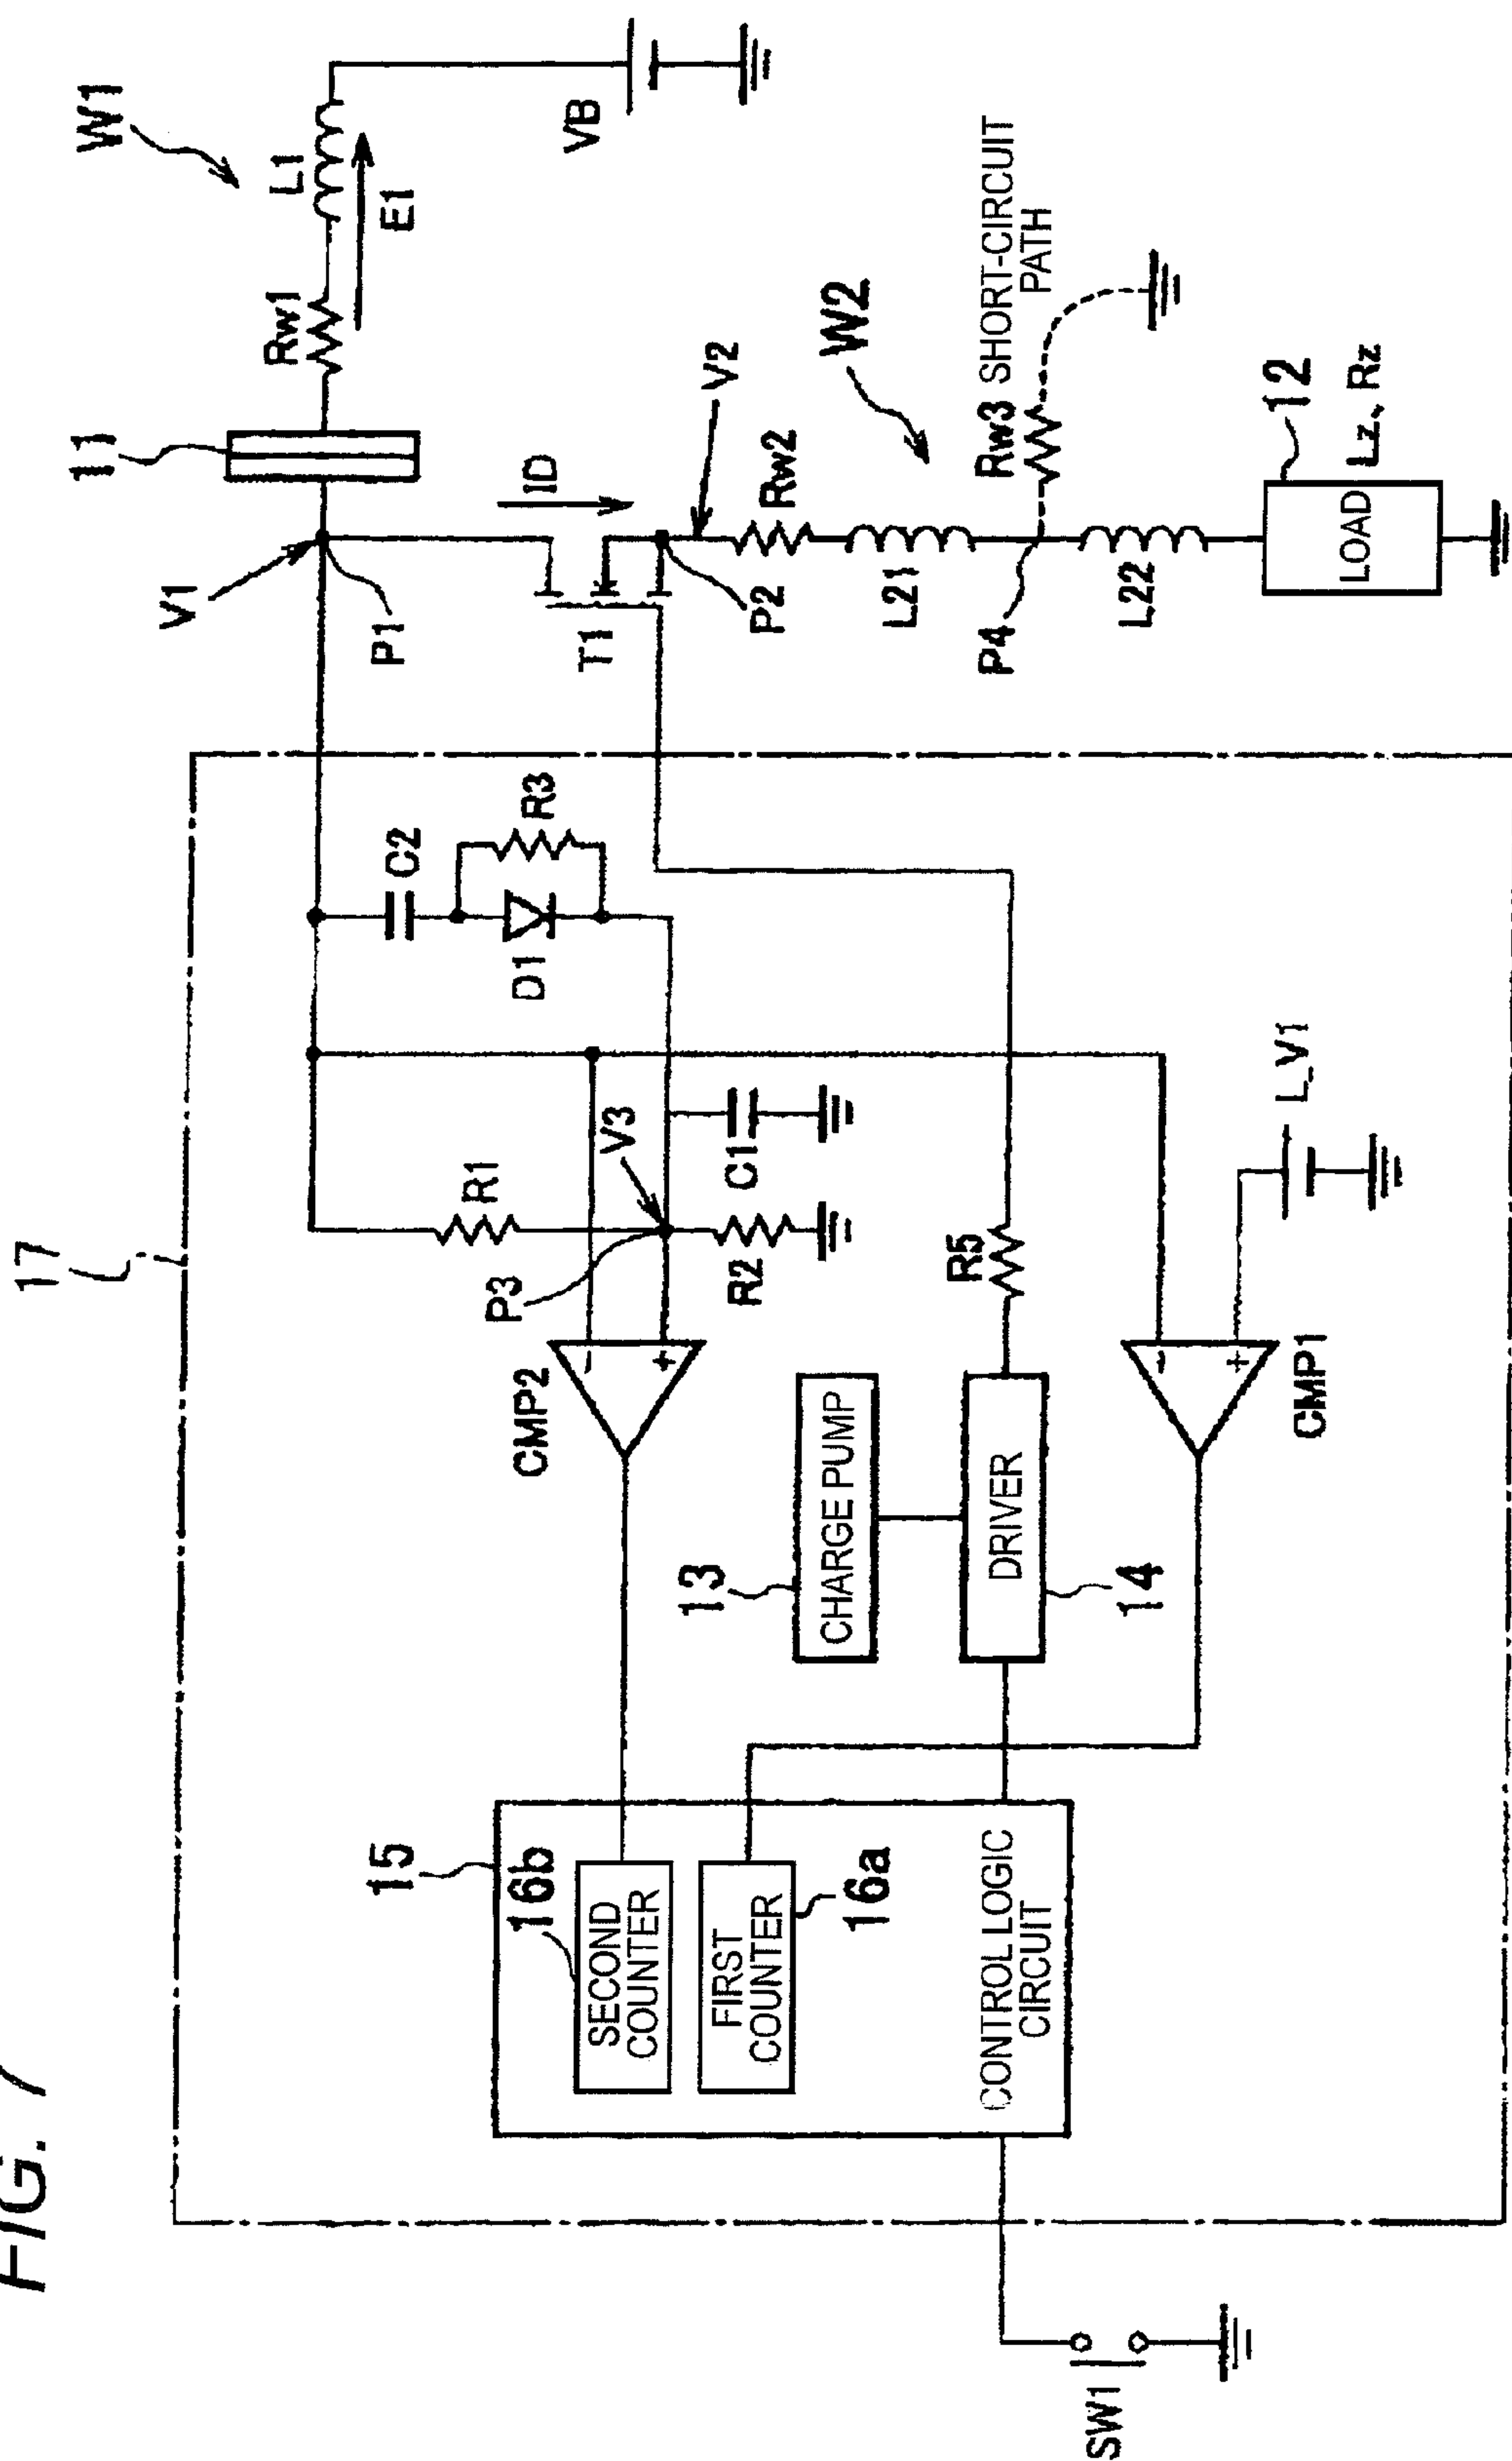 FIG. 7
17
11
W1
V1
P1
Rw1
L1
E1
VB
ID
T1
P2
V2
Rw2
W2
L21
P4
Rw3
SHORT-CIRCUIT
PATH
L22
12
LOAD
Lz、Rz
C2
R3
D1
R1
V3
P3
C1
R2
CMP2
-
+
R5
L_V1
CMP1
-
+
13
CHARGE PUMP
DRIVER
14
15
16b
SECOND
COUNTER
FIRST
COUNTER
16a
CONTROL LOGIC
CIRCUIT
SW1